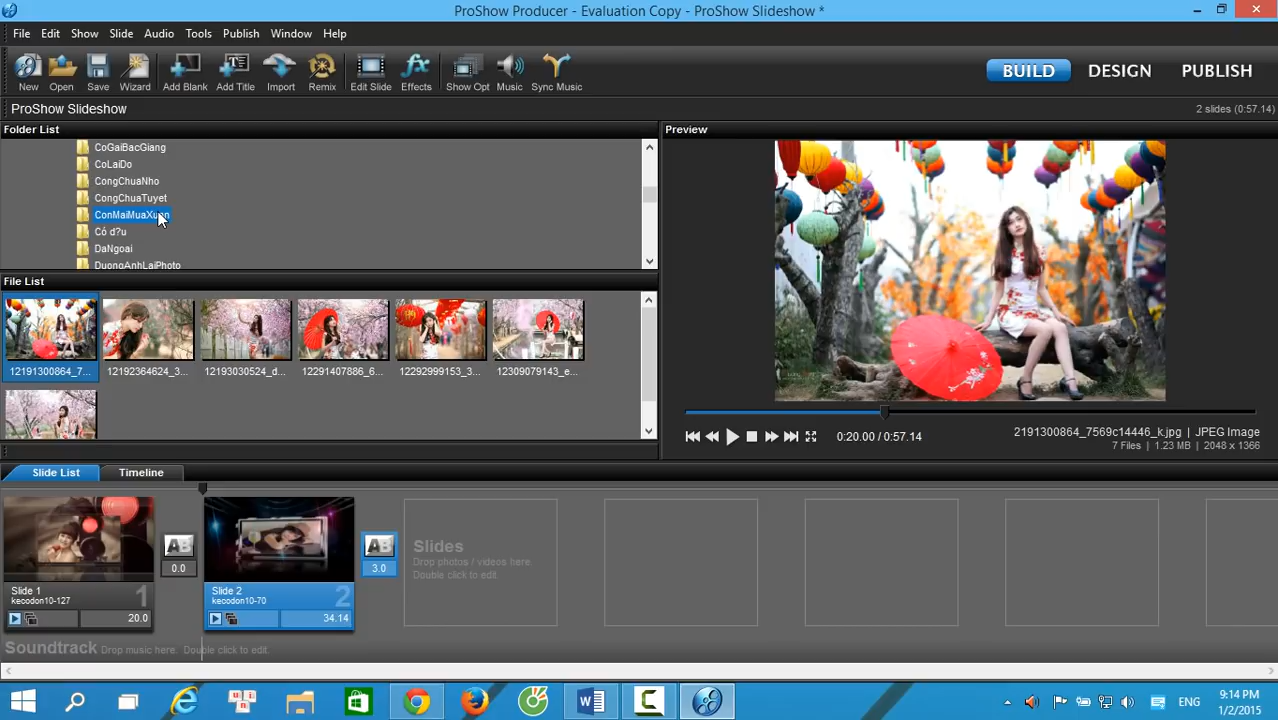 ProShow Producer - Evaluation Copy - ProShow Slideshow *
File Edit Show Slide Audio Tools Publish Window Help
New Open Save Wizard Add Blank Add Title Import Remix Edit Slide Effects Show Opt Music Sync Music
BUILD DESIGN PUBLISH
ProShow Slideshow
2 slides (0:57.14)
Folder List
CoGaiBacGiang
CoLaiDo
CongChuaNho
CongChuaTuyet
ConMaiMuaXuan
Có d?u
DaNgoai
DuongAnhLaiPhoto
File List
12191300864_7... 12192364624_3... 12193030524_d... 12291407886_6... 12292999153_3... 12309079143_e...
Preview
0:20.00 / 0:57.14
2191300864_7569c14446_k.jpg | JPEG Image
7 Files | 1.23 MB | 2048 x 1366
Slide List Timeline
AB
0.0
AB
3.0
Slide 1
kecodon10-127
1
20.0
Slide 2
kecodon10-70
2
34.14
Slides
Drop photos / videos here.
Double click to edit.
Soundtrack Drop music here. Double click to edit.
ENG
9:14 PM
1/2/2015